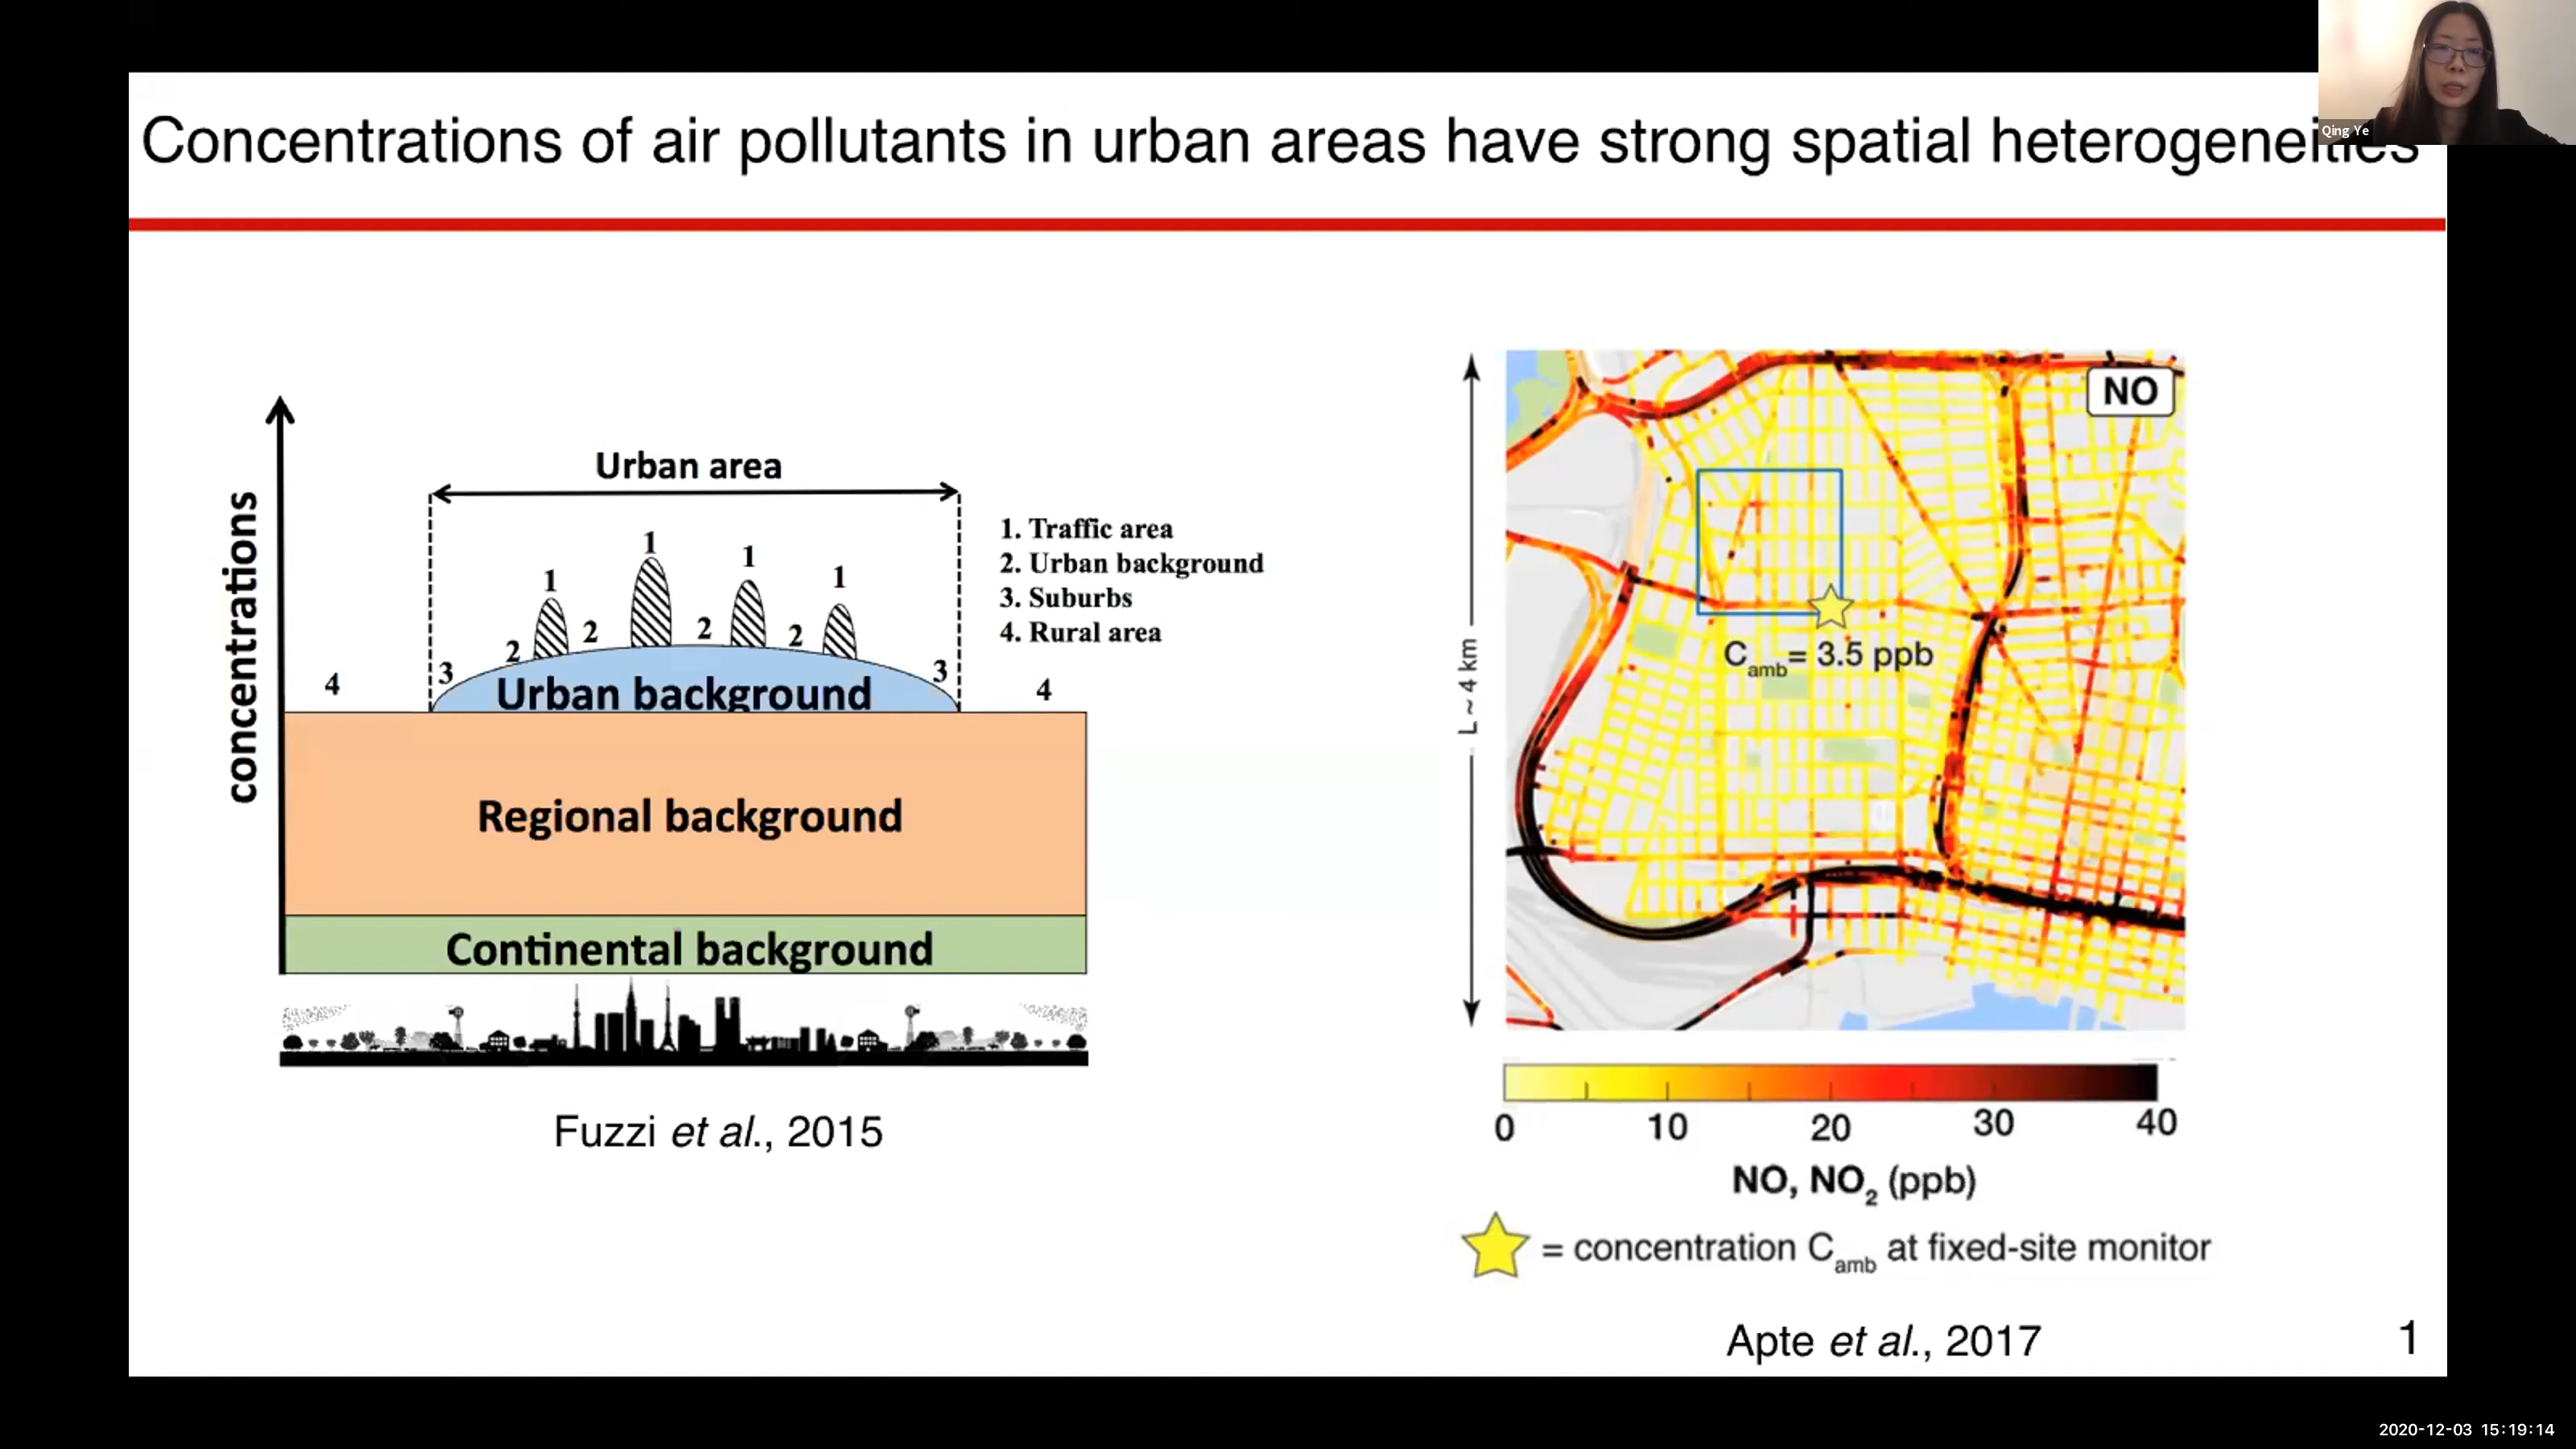 Qing Ye
Concentrations of air pollutants in urban areas have strong spatial heterogeneities
concentrations
Urban area
1
1
1
1
2
2
2
2
3
3
4
4
1. Traffic area
2. Urban background
3. Suburbs
4. Rural area
Urban background
Regional background
Continental background
Fuzzi et al., 2015
L ~ 4 km
NO
Camb= 3.5 ppb
0 10 20 30 40
NO, NO2 (ppb)
= concentration Camb at fixed-site monitor
Apte et al., 2017
1
2020-12-03 15:19:14